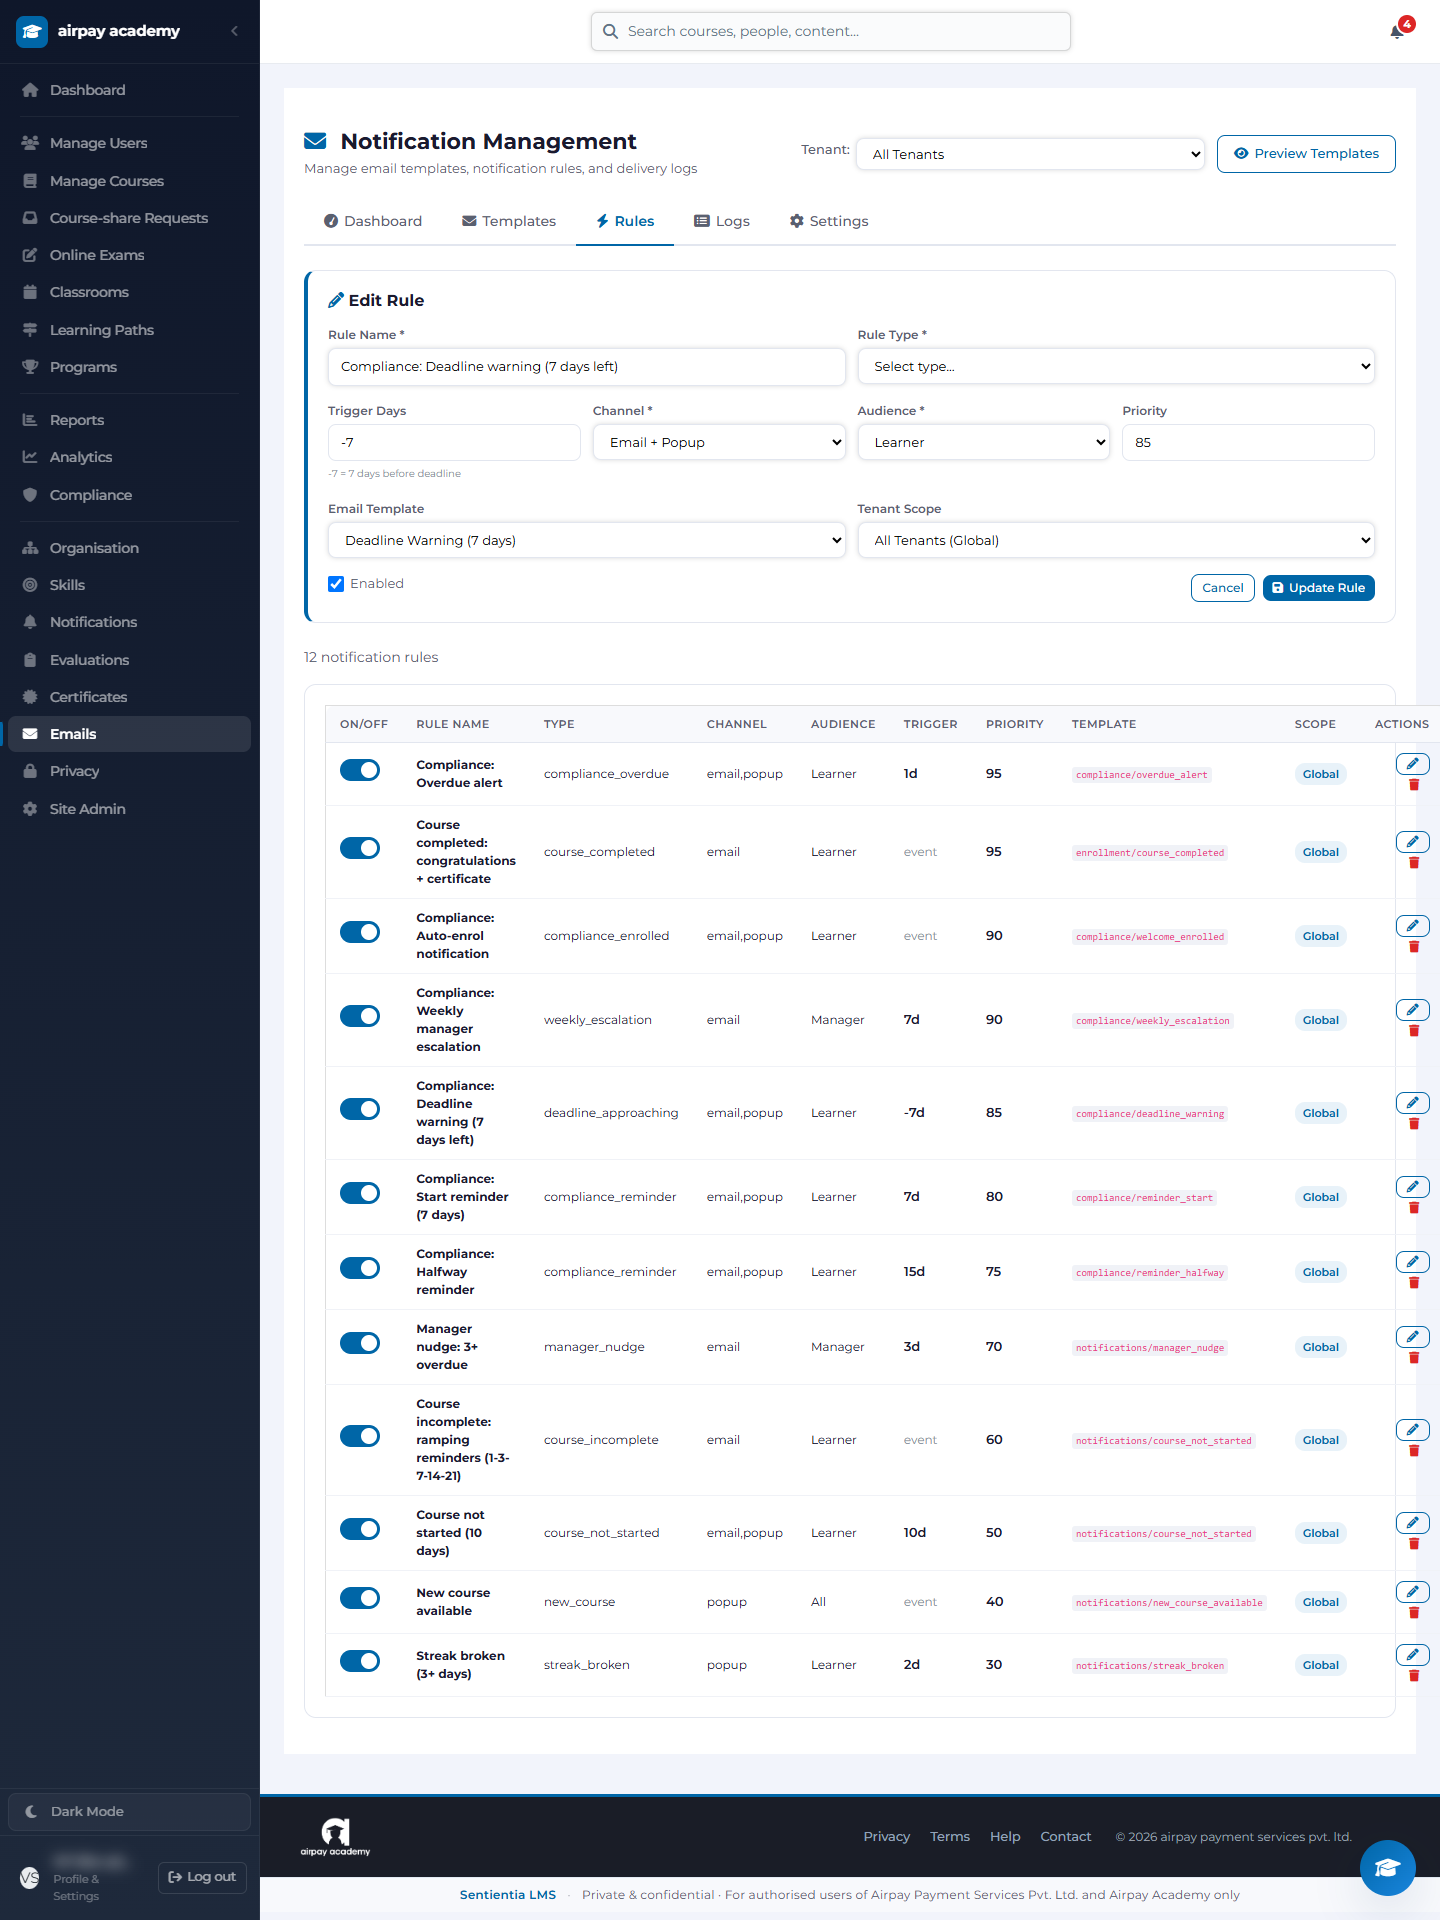 airpay academy
Search courses, people, content...
4
Dashboard
Manage Users
Manage Courses
Course-share Requests
Online Exams
Classrooms
Learning Paths
Programs
Reports
Analytics
Compliance
Organisation
Skills
Notifications
Evaluations
Certificates
Emails
Privacy
Site Admin
Dark Mode
VS
Profile &
Settings
Log out
Notification Management
Manage email templates, notification rules, and delivery logs
Tenant:
All Tenants
Preview Templates
Dashboard
Templates
Rules
Logs
Settings
Edit Rule
Rule Name *
Rule Type *
Compliance: Deadline warning (7 days left)
Select type...
Trigger Days
Channel *
Audience *
Priority
-7
Email + Popup
Learner
85
-7 = 7 days before deadline
Email Template
Tenant Scope
Deadline Warning (7 days)
All Tenants (Global)
Enabled
Cancel
Update Rule
12 notification rules
ON/OFF RULE NAME TYPE CHANNEL AUDIENCE TRIGGER PRIORITY TEMPLATE SCOPE ACTIONS
Compliance:
Overdue alert
compliance_overdue email,popup Learner 1d 95 compliance/overdue_alert Global
Course
completed:
congratulations
+ certificate
course_completed email Learner event 95 enrollment/course_completed Global
Compliance:
Auto-enrol
notification
compliance_enrolled email,popup Learner event 90 compliance/welcome_enrolled Global
Compliance:
Weekly
manager
escalation
weekly_escalation email Manager 7d 90 compliance/weekly_escalation Global
Compliance:
Deadline
warning (7
days left)
deadline_approaching email,popup Learner -7d 85 compliance/deadline_warning Global
Compliance:
Start reminder
(7 days)
compliance_reminder email,popup Learner 7d 80 compliance/reminder_start Global
Compliance:
Halfway
reminder
compliance_reminder email,popup Learner 15d 75 compliance/reminder_halfway Global
Manager
nudge: 3+
overdue
manager_nudge email Manager 3d 70 notifications/manager_nudge Global
Course
incomplete:
ramping
reminders (1-3-
7-14-21)
course_incomplete email Learner event 60 notifications/course_not_started Global
Course not
started (10
days)
course_not_started email,popup Learner 10d 50 notifications/course_not_started Global
New course
available
new_course popup All event 40 notifications/new_course_available Global
Streak broken
(3+ days)
streak_broken popup Learner 2d 30 notifications/streak_broken Global
airpay academy
Privacy Terms Help Contact © 2026 airpay payment services pvt. ltd.
Sentientia LMS · Private & confidential · For authorised users of Airpay Payment Services Pvt. Ltd. and Airpay Academy only